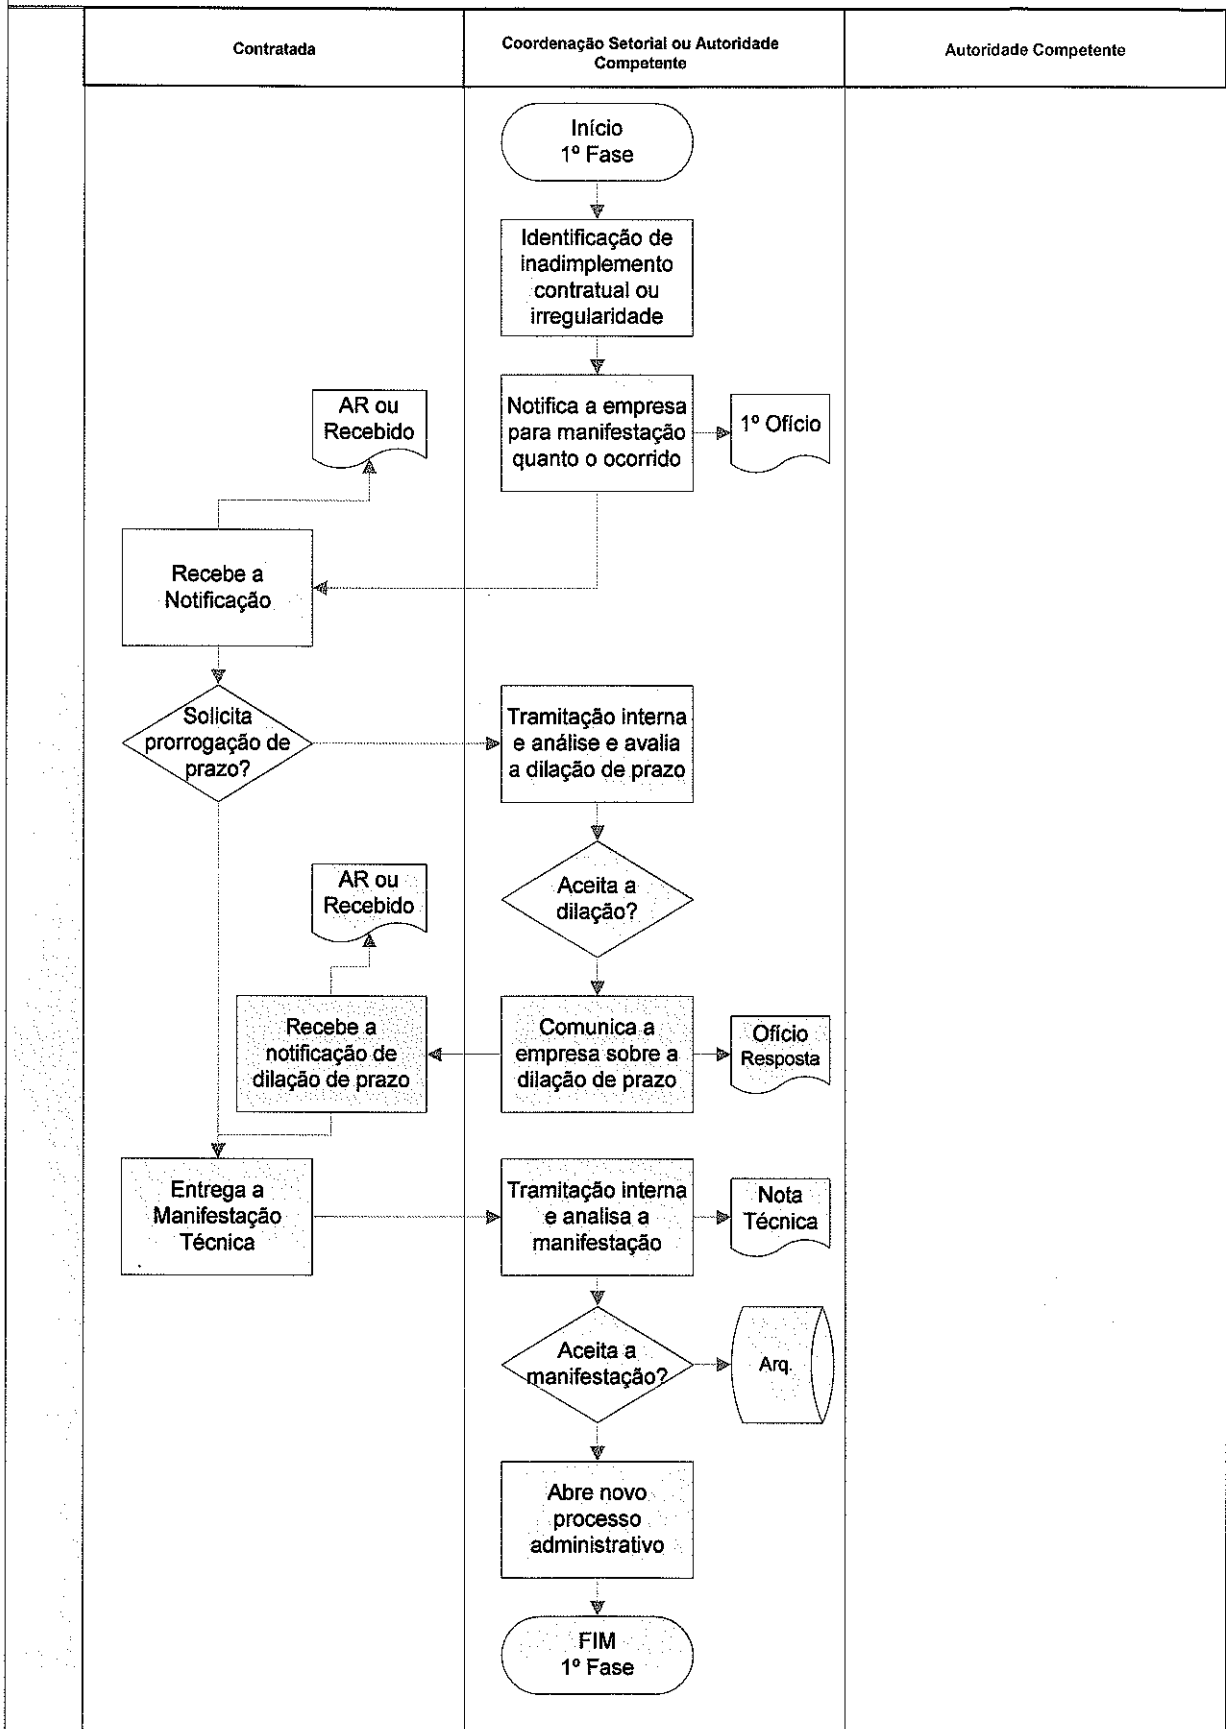 Contratada
Coordenação Setorial ou Autoridade
Competente
Autoridade Competente
Início
1º Fase
Identificação de
inadimplemento
contratual ou
irregularidade
AR ou
Recebido
Notifica a empresa
para manifestação
quanto o ocorrido
1º Ofício
Recebe a
Notificação
Solicita
prorrogação de
prazo?
Tramitação interna
e análise e avalia
a dilação de prazo
AR ou
Recebido
Aceita a
dilação?
Recebe a
notificação de
dilação de prazo
Comunica a
empresa sobre a
dilação de prazo
Ofício
Resposta
Entrega a
Manifestação
Técnica
Tramitação interna
e analisa a
manifestação
Nota
Técnica
Aceita a
manifestação?
Arq.
Abre novo
processo
administrativo
FIM
1º Fase